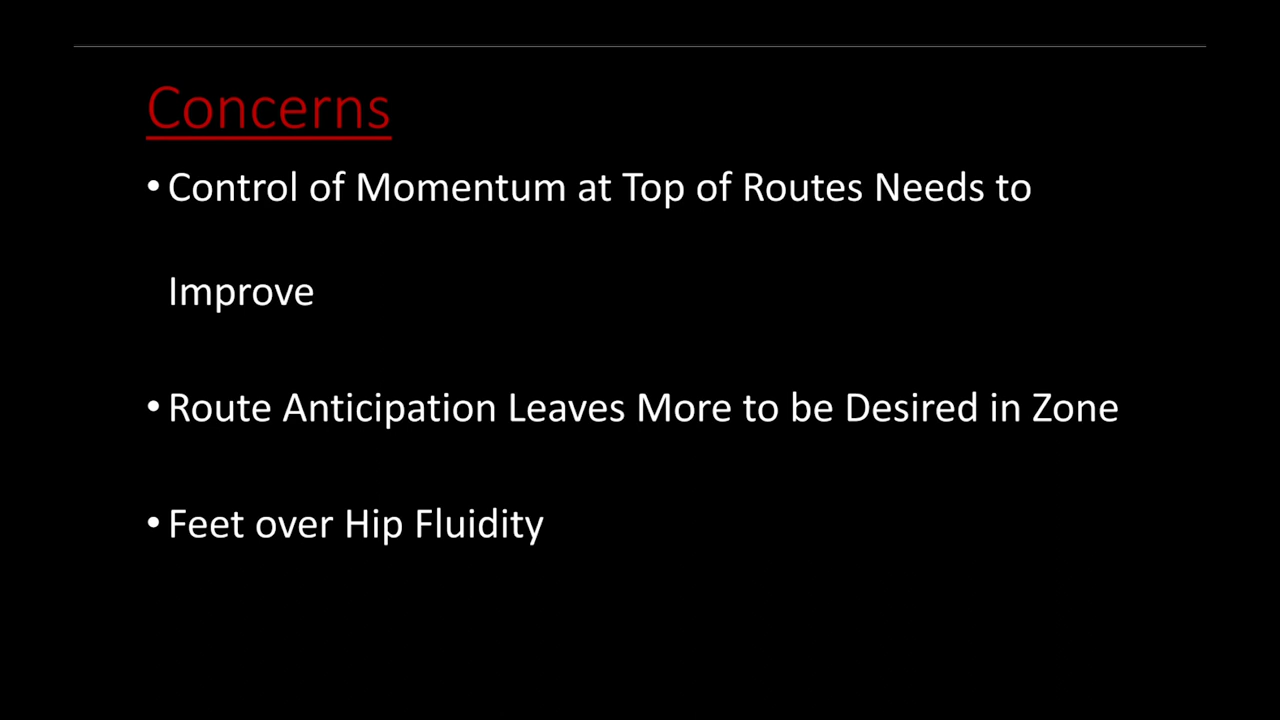 Concerns
• Control of Momentum at Top of Routes Needs to
Improve
• Route Anticipation Leaves More to be Desired in Zone
• Feet over Hip Fluidity